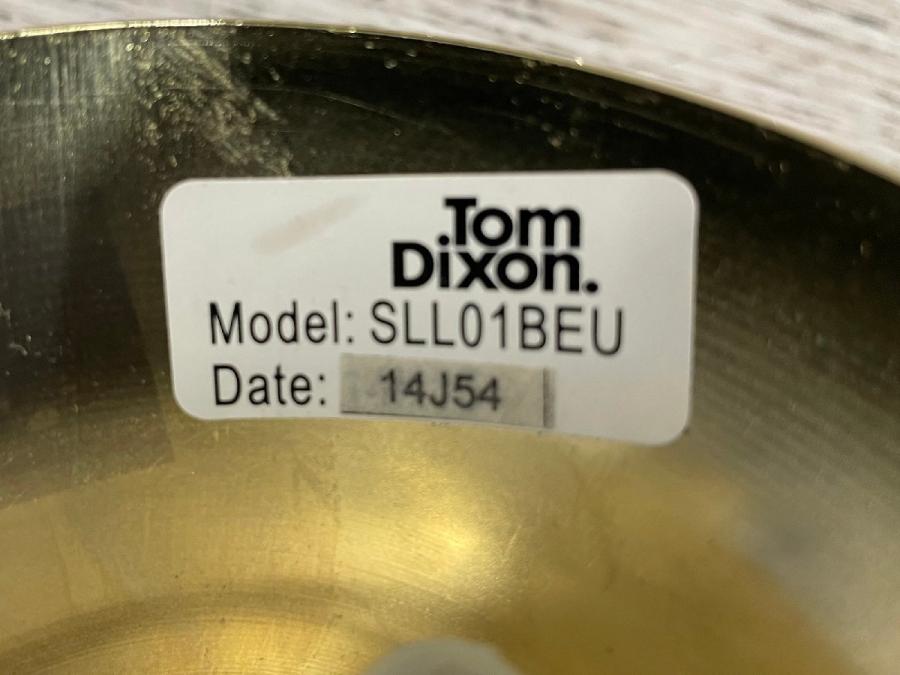 Tom
Dixon.
Model: SLL01BEU
Date: 14J54